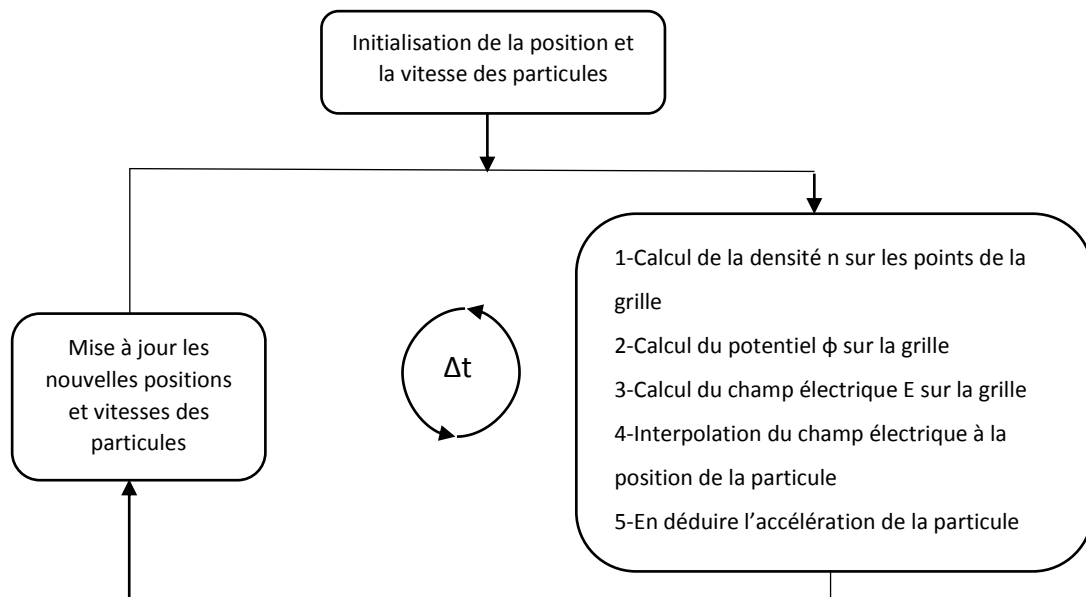 Initialisation de la position et
la vitesse des particules
1-Calcul de la densité n sur les points de la
grille
2-Calcul du potentiel ϕ sur la grille
3-Calcul du champ électrique E sur la grille
4-Interpolation du champ électrique à la
position de la particule
5-En déduire l’accélération de la particule
Mise à jour les
nouvelles positions
et vitesses des
particules
Δt